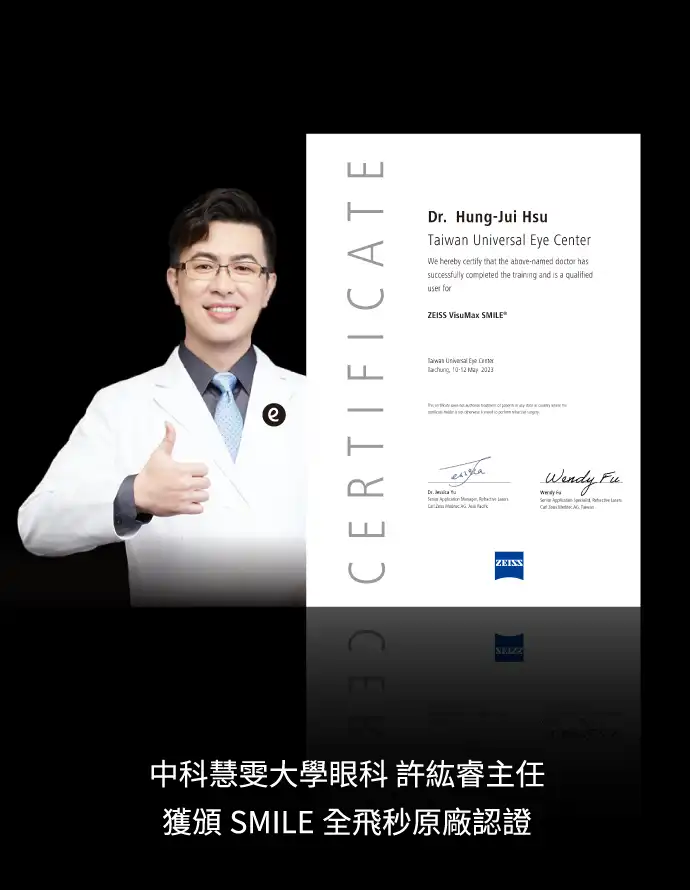 CERTIFICATE
Dr. Hung-Jui Hsu
Taiwan Universal Eye Center
We hereby certify that the above-named doctor has
successfully completed the training and is a qualified
user for
ZEISS VisuMax SMILE®
Taiwan Universal Eye Center
Taichung, 10-12 May 2023
Wendy Fu
Dr. Jessica Yu
Senior Application Manager, Refractive Lasers
Carl Zeiss Meditec AG, Asia Pacific
Wendy Fu
Senior Application Specialist, Refractive Lasers
Carl Zeiss Meditec AG, Taiwan
ZEISS
中科慧雯大學眼科 許紘睿主任
獲頒 SMILE 全飛秒原廠認證